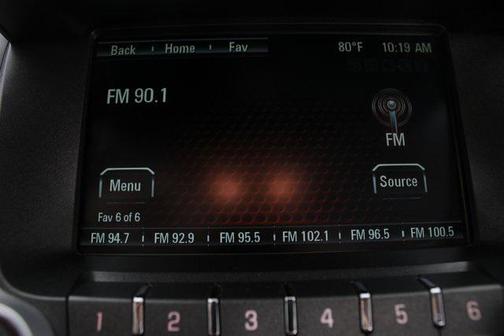 Back Home Fav 80°F 10:19 AM
FM 90.1
FM
Menu Source
Fav 6 of 6
FM 94.7 FM 92.9 FM 95.5 FM 102.1 FM 96.5 FM 100.5
1 2 3 4 5 6